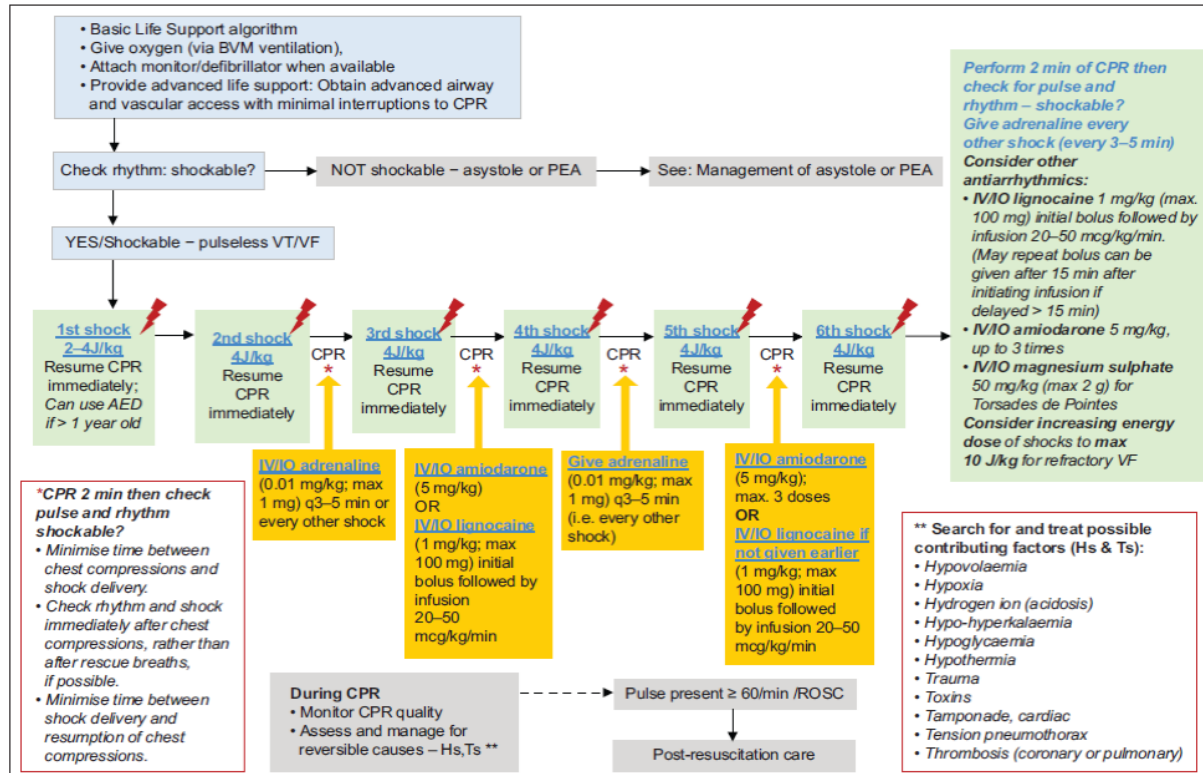 • Basic Life Support algorithm
• Give oxygen (via BVM ventilation),
• Attach monitor/defibrillator when available
• Provide advanced life support: Obtain advanced airway
and vascular access with minimal interruptions to CPR
Check rhythm: shockable?
NOT shockable – asystole or PEA
See: Management of asystole or PEA
YES/Shockable – pulseless VT/VF
1st shock
2–4J/kg
Resume CPR
immediately;
Can use AED
if > 1 year old
2nd shock
4J/kg
Resume
CPR
immediately
CPR
*
3rd shock
4J/kg
Resume
CPR
immediately
CPR
*
4th shock
4J/kg
Resume
CPR
immediately
CPR
*
5th shock
4J/kg
Resume
CPR
immediately
CPR
*
6th shock
4J/kg
Resume
CPR
immediately
Perform 2 min of CPR then
check for pulse and
rhythm – shockable?
Give adrenaline every
other shock (every 3–5 min)
Consider other
antiarrhythmics:
• IV/IO lignocaine 1 mg/kg (max.
100 mg) initial bolus followed by
infusion 20–50 mcg/kg/min.
(May repeat bolus can be
given after 15 min after
initiating infusion if
delayed > 15 min)
• IV/IO amiodarone 5 mg/kg,
up to 3 times
• IV/IO magnesium sulphate
50 mg/kg (max 2 g) for
Torsades de Pointes
Consider increasing energy
dose of shocks to max
10 J/kg for refractory VF
IV/IO adrenaline
(0.01 mg/kg; max
1 mg) q3–5 min or
every other shock
IV/IO amiodarone
(5 mg/kg)
OR
IV/IO lignocaine
(1 mg/kg; max
100 mg) initial
bolus followed by
infusion
20–50
mcg/kg/min
Give adrenaline
(0.01 mg/kg; max
1 mg) q3–5 min
(i.e. every other
shock)
IV/IO amiodarone
(5 mg/kg);
max. 3 doses
OR
IV/IO lignocaine if
not given earlier
(1 mg/kg; max
100 mg) initial
bolus followed
by infusion 20–50
mcg/kg/min
*CPR 2 min then check
pulse and rhythm
shockable?
• Minimise time between
chest compressions and
shock delivery.
• Check rhythm and shock
immediately after chest
compressions, rather than
after rescue breaths,
if possible.
• Minimise time between
shock delivery and
resumption of chest
compressions.
During CPR
• Monitor CPR quality
• Assess and manage for
reversible causes – Hs,Ts **
Pulse present ≥ 60/min /ROSC
Post-resuscitation care
** Search for and treat possible
contributing factors (Hs & Ts):
• Hypovolaemia
• Hypoxia
• Hydrogen ion (acidosis)
• Hypo-hyperkalaemia
• Hypoglycaemia
• Hypothermia
• Trauma
• Toxins
• Tamponade, cardiac
• Tension pneumothorax
• Thrombosis (coronary or pulmonary)